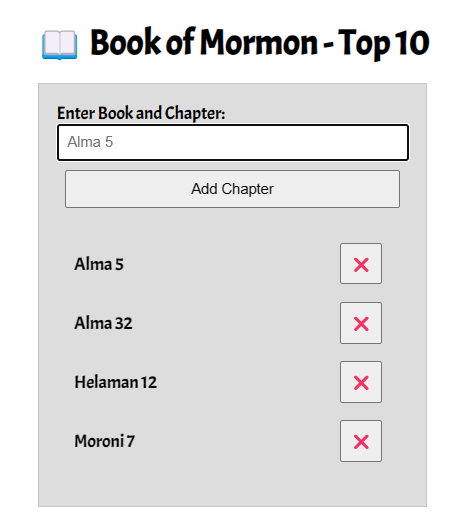 📖 Book of Mormon - Top 10
Enter Book and Chapter:
Alma 5
Add Chapter
Alma 5 ❌
Alma 32 ❌
Helaman 12 ❌
Moroni 7 ❌